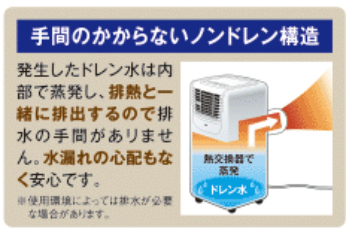 手間のかからないノンドレン構造
発生したドレン水は内
部で蒸発し、排熱と一
緒に排出するので排
水の手間がありませ
ん。水漏れの心配もな
く安心です。
※使用環境によっては排水が必要
な場合があります。
熱交換器で
蒸発
ドレン水